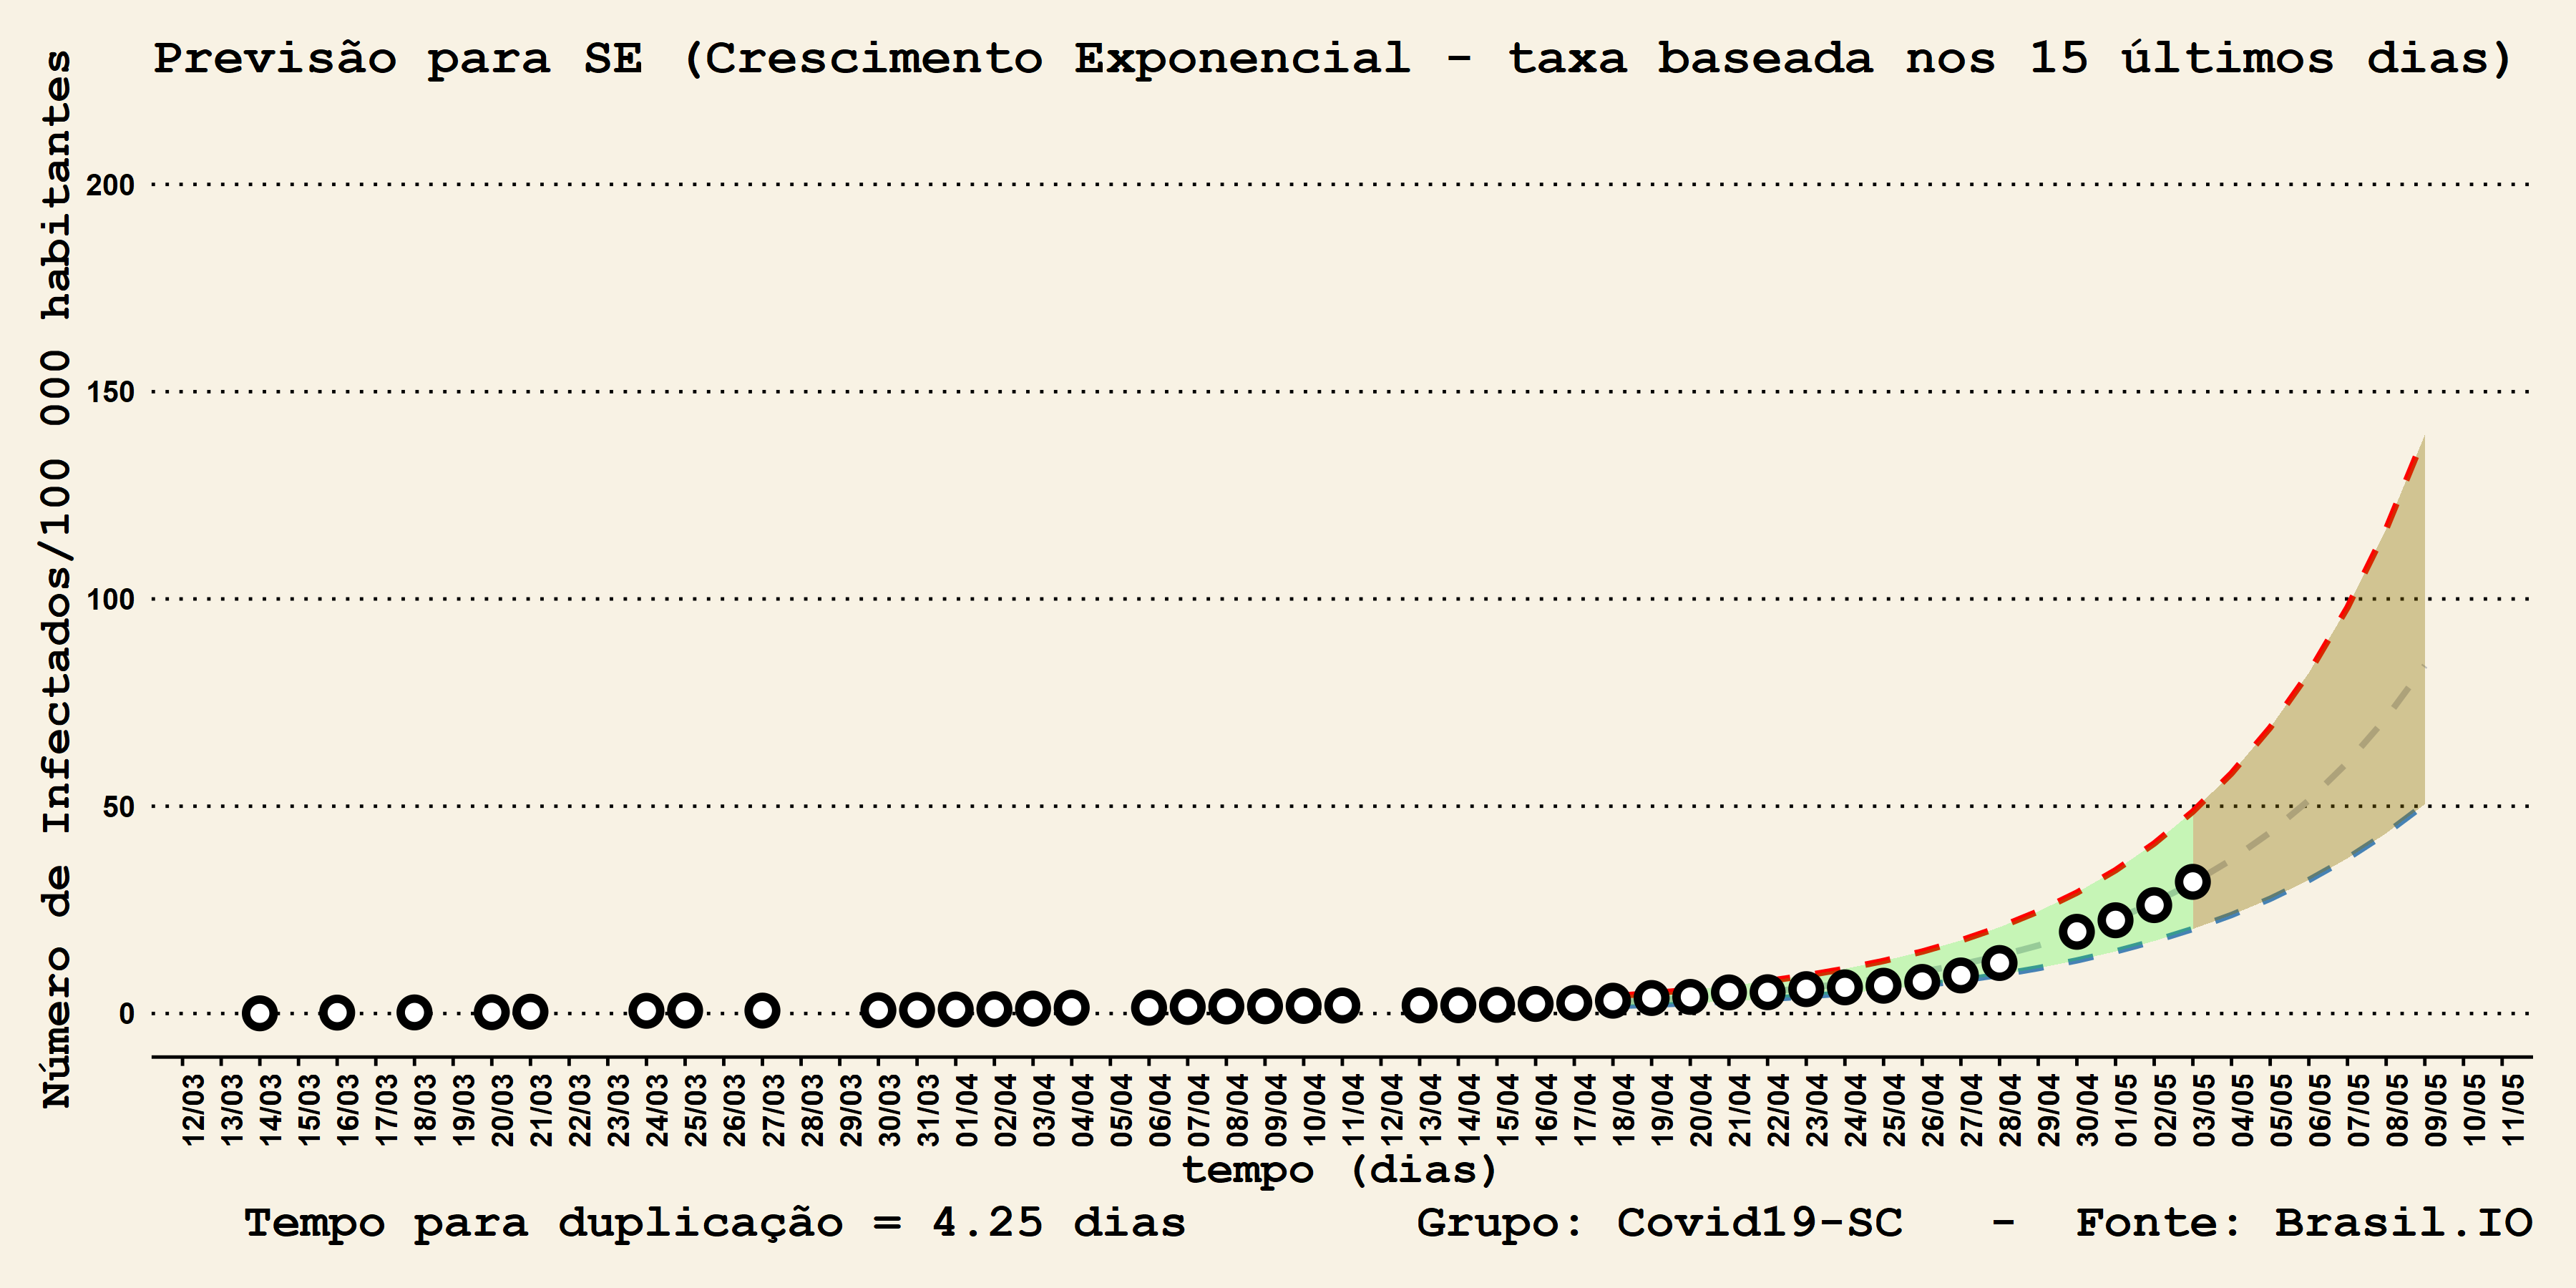 Previsão para SE (Crescimento Exponencial - taxa baseada nos 15 últimos dias)
Número de Infectados/100 000 habitantes
200
150
100
50
0
12/03 13/03 14/03 15/03 16/03 17/03 18/03 19/03 20/03 21/03 22/03 23/03 24/03 25/03 26/03 27/03 28/03 29/03 30/03 31/03 01/04 02/04 03/04 04/04 05/04 06/04 07/04 08/04 09/04 10/04 11/04 12/04 13/04 14/04 15/04 16/04 17/04 18/04 19/04 20/04 21/04 22/04 23/04 24/04 25/04 26/04 27/04 28/04 29/04 30/04 01/05 02/05 03/05 04/05 05/05 06/05 07/05 08/05 09/05 10/05 11/05
tempo (dias)
Tempo para duplicação = 4.25 dias Grupo: Covid19-SC - Fonte: Brasil.IO